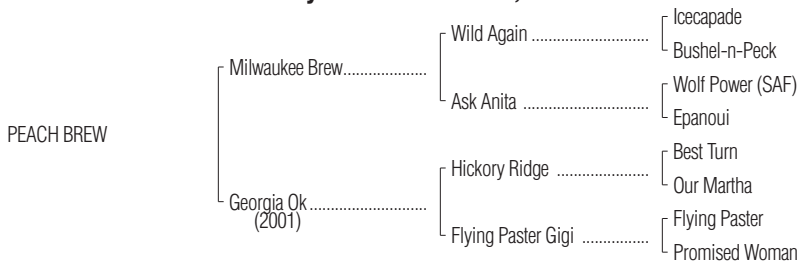 Icecapade
Wild Again ..............................
Bushel-n-Peck
Milwaukee Brew.....................
Wolf Power (SAF)
Ask Anita ................................
Epanoui
PEACH BREW
Best Turn
Hickory Ridge .......................
Our Martha
Georgia Ok .............................
(2001)
Flying Paster
Flying Paster Gigi .................
Promised Woman